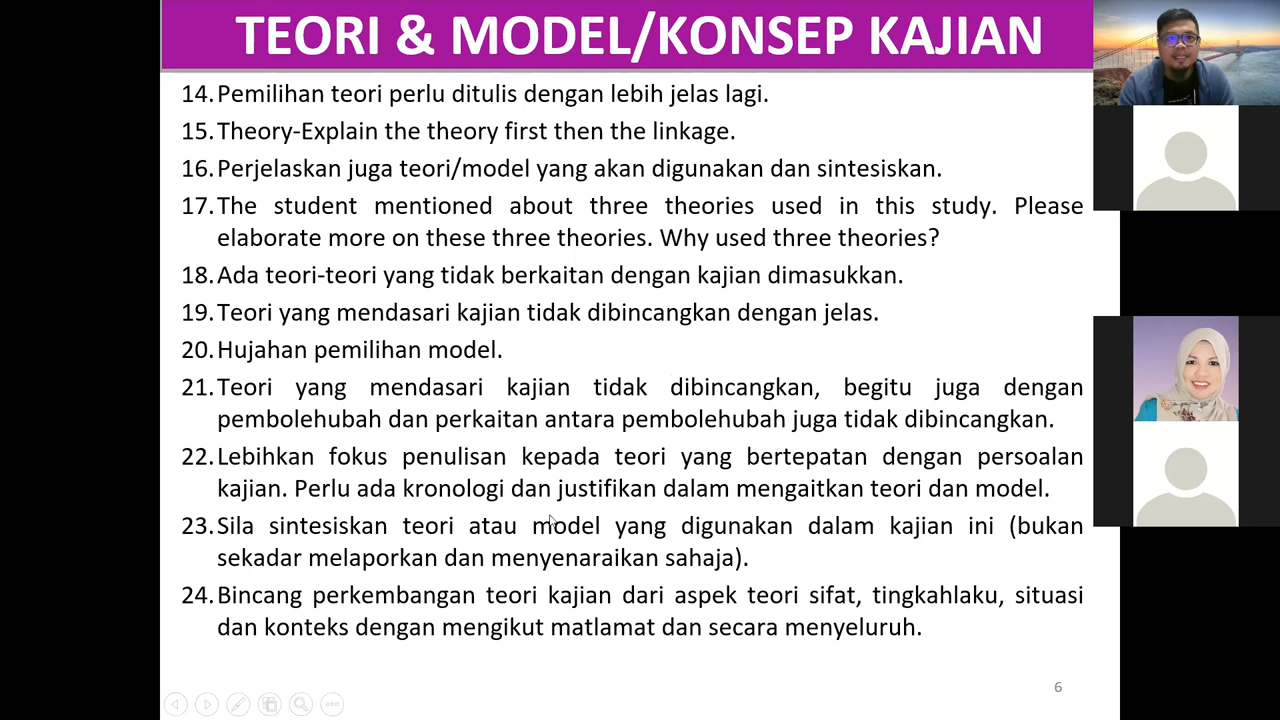 TEORI & MODEL/KONSEP KAJIAN
14. Pemilihan teori perlu ditulis dengan lebih jelas lagi.
15. Theory-Explain the theory first then the linkage.
16. Perjelaskan juga teori/model yang akan digunakan dan sintesiskan.
17. The student mentioned about three theories used in this study. Please
elaborate more on these three theories. Why used three theories?
18. Ada teori-teori yang tidak berkaitan dengan kajian dimasukkan.
19. Teori yang mendasari kajian tidak dibincangkan dengan jelas.
20. Hujahan pemilihan model.
21. Teori yang mendasari kajian tidak dibincangkan, begitu juga dengan
pembolehubah dan perkaitan antara pembolehubah juga tidak dibincangkan.
22. Lebihkan fokus penulisan kepada teori yang bertepatan dengan persoalan
kajian. Perlu ada kronologi dan justifikan dalam mengaitkan teori dan model.
23. Sila sintesiskan teori atau model yang digunakan dalam kajian ini (bukan
sekadar melaporkan dan menyenaraikan sahaja).
24. Bincang perkembangan teori kajian dari aspek teori sifat, tingkahlaku, situasi
dan konteks dengan mengikut matlamat dan secara menyeluruh.
6